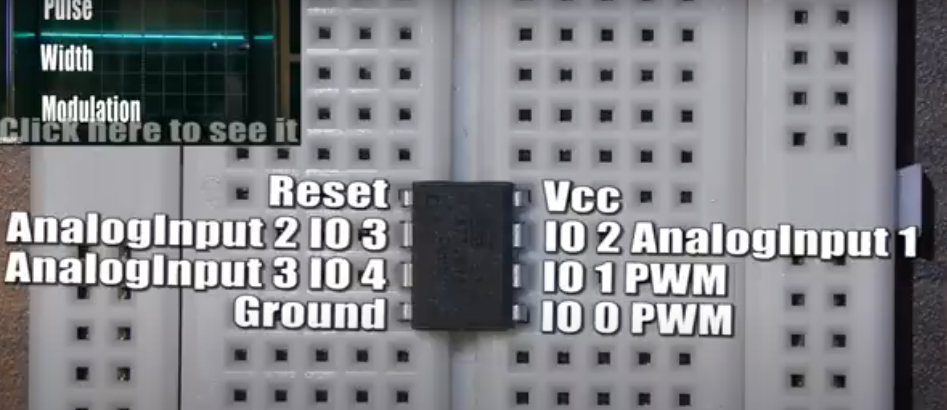 Pulse
Width
Modulation
Click here to see it
Reset
Vcc
AnalogInput 2 IO 3
IO 2 AnalogInput 1
AnalogInput 3 IO 4
IO 1 PWM
Ground
IO 0 PWM